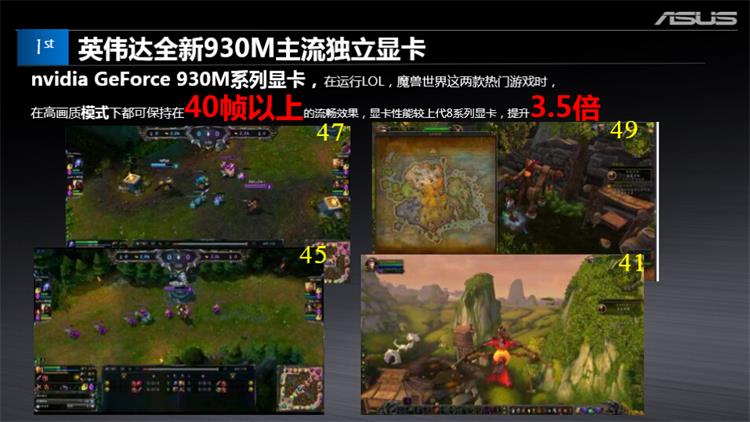 ASUS
1st 英伟达全新930M主流独立显卡
nvidia GeForce 930M系列显卡，在运行LOL，魔兽世界这两款热门游戏时，
在高画质模式下都可保持在40帧以上的流畅效果，显卡性能较上代8系列显卡，提升3.5倍
47
49
45
41